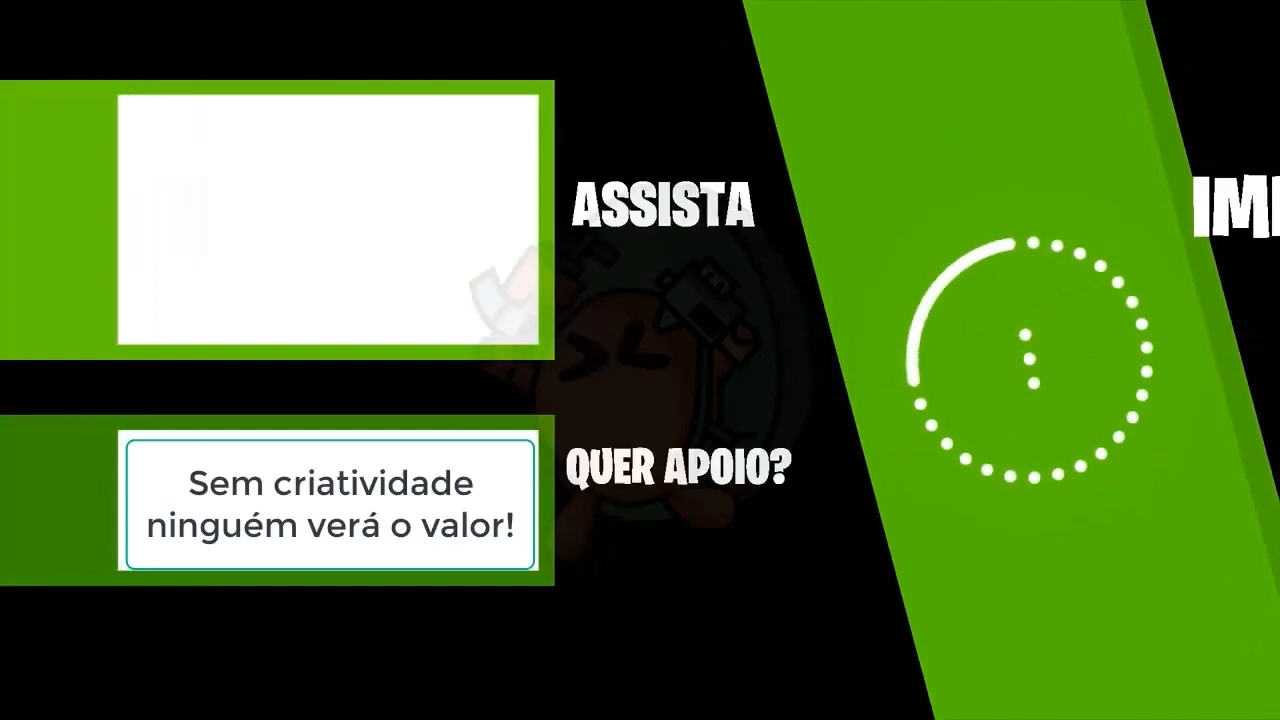 ASSISTA
QUER APOIO?
Sem criatividade
ninguém verá o valor!